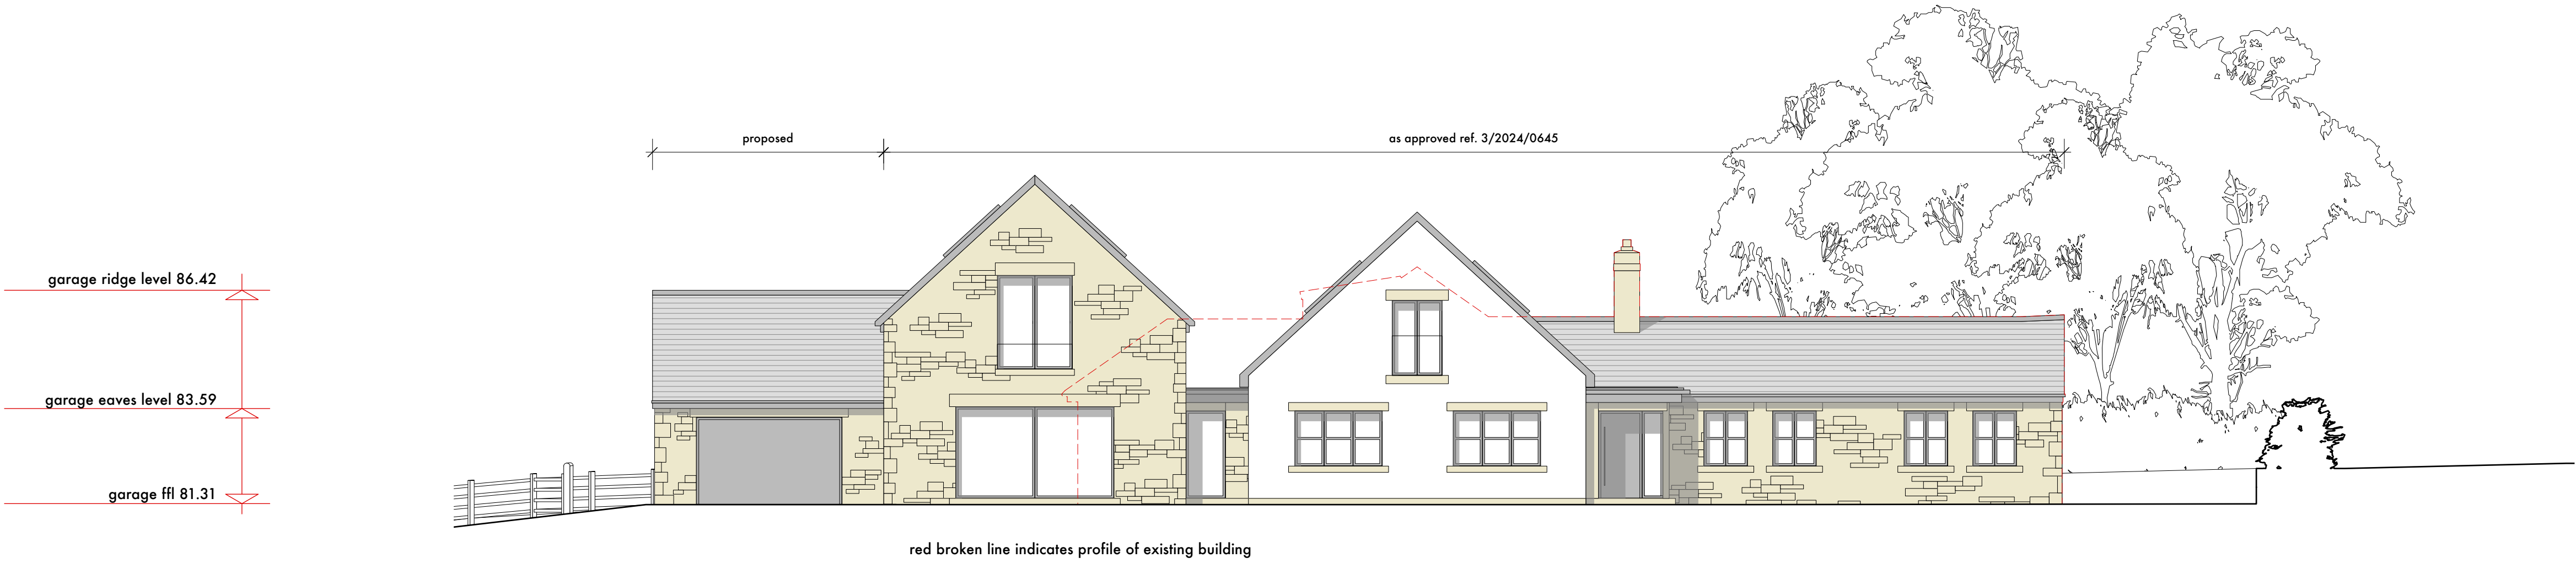 proposed
as approved ref. 3/2024/0645
garage ridge level 86.42
garage eaves level 83.59
garage ffl 81.31
red broken line indicates profile of existing building